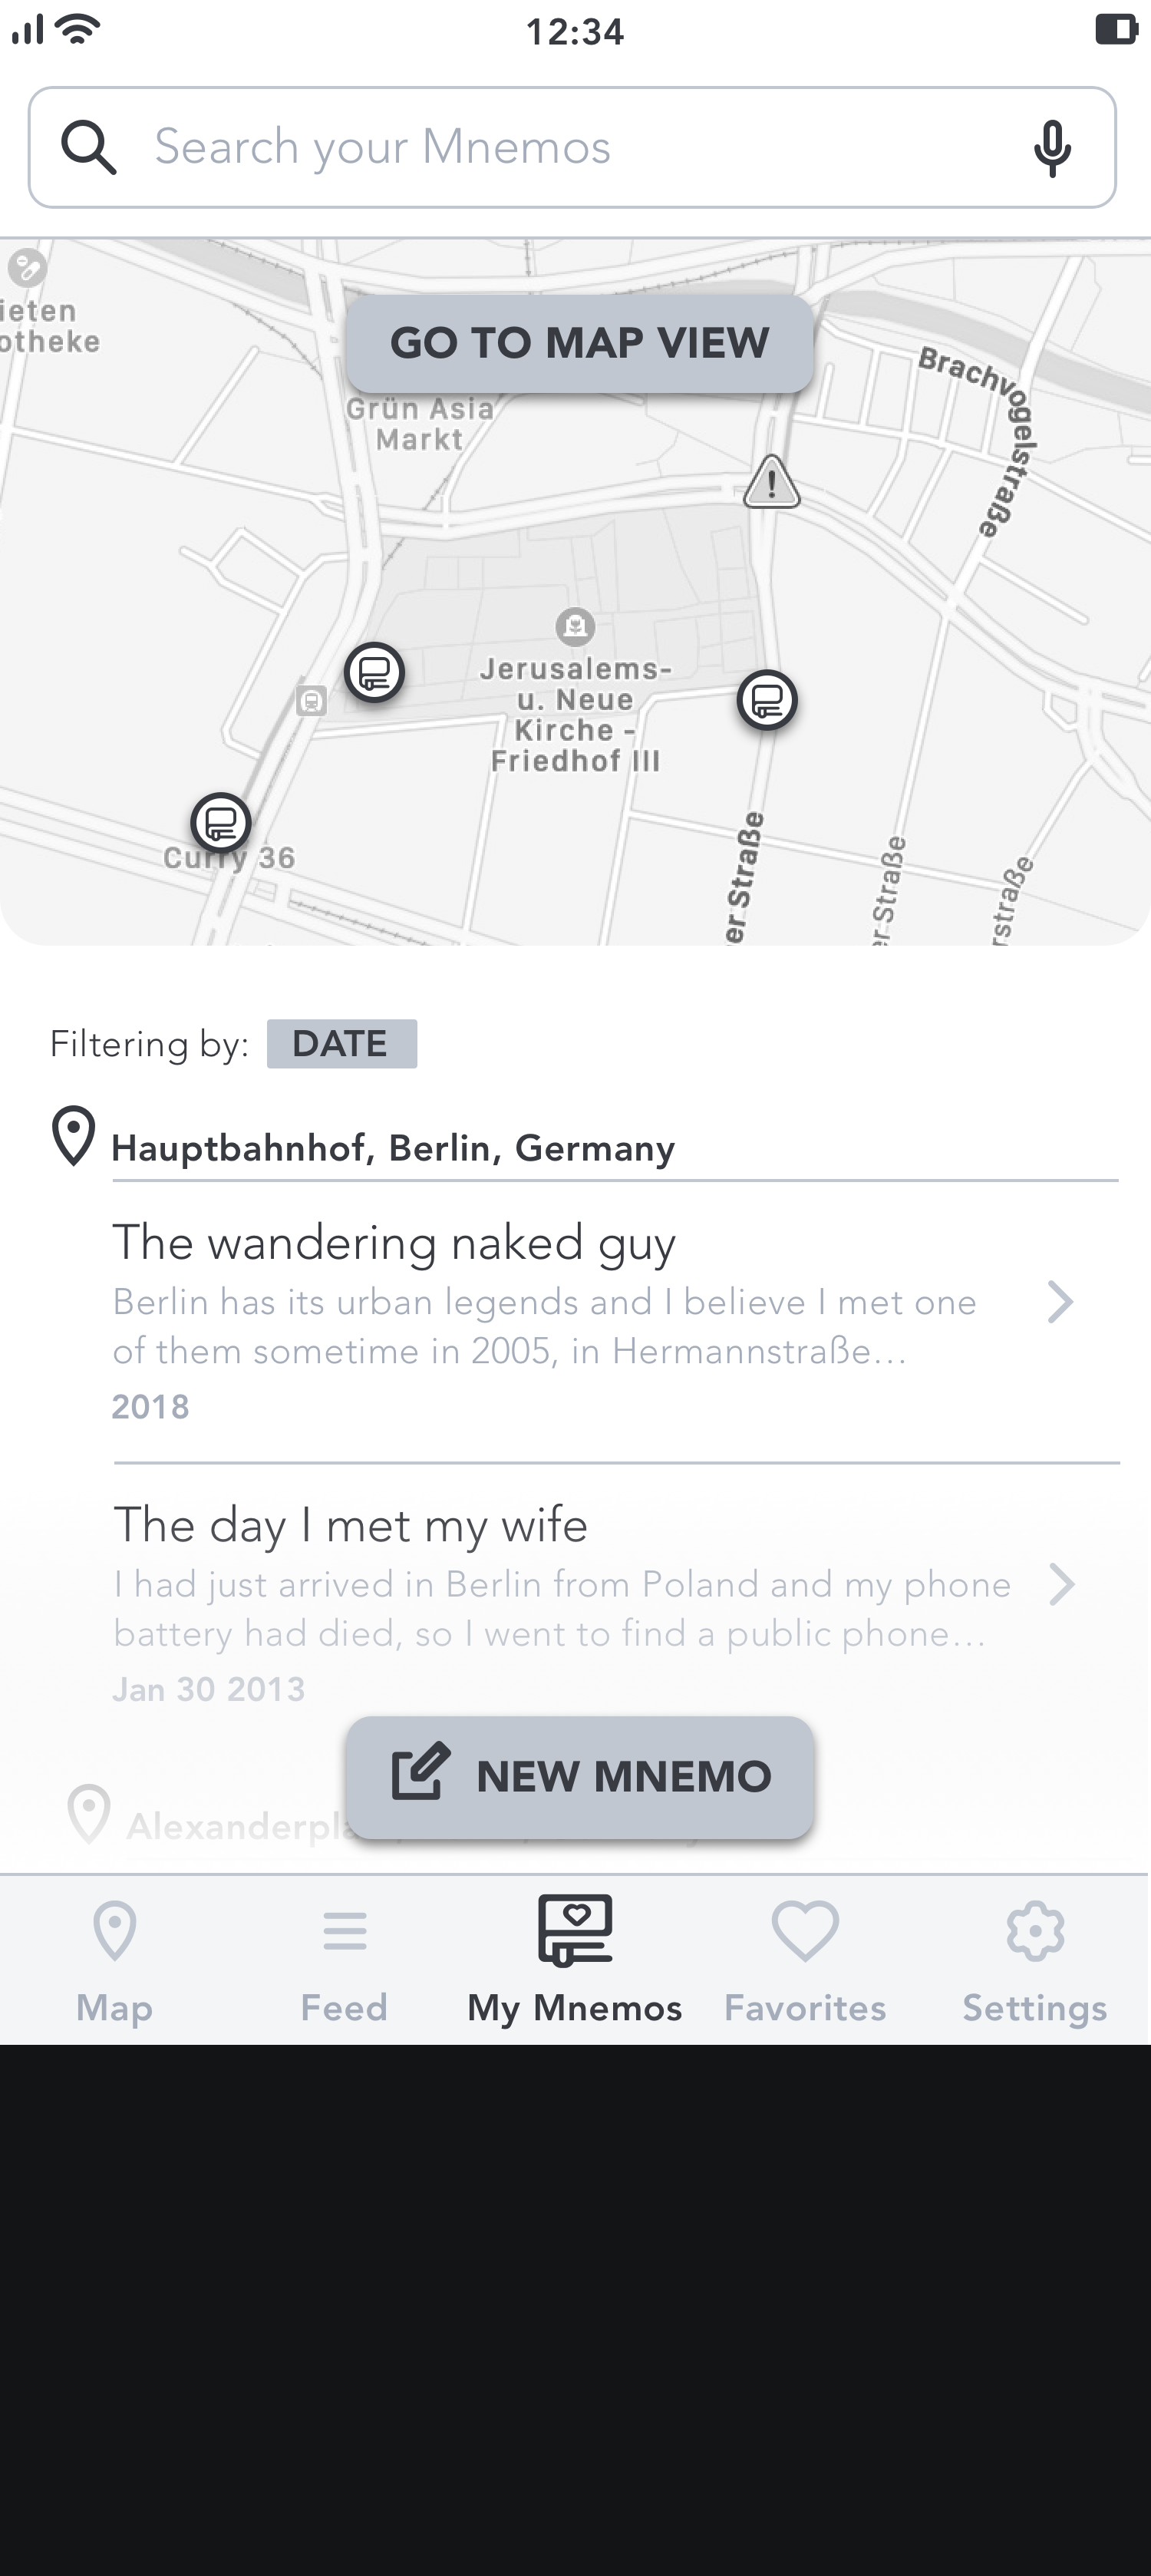 12:34
Search your Mnemos
ieten
otheke
GO TO MAP VIEW
Grün Asia
Markt
Brachvogelstraße
!
Jerusalems-
u. Neue
Kirche -
Friedhof III
Curry 36
er Straße
er Straße
rstraße
Filtering by: DATE
Hauptbahnhof, Berlin, Germany
The wandering naked guy
Berlin has its urban legends and I believe I met one
of them sometime in 2005, in Hermannstraße...
2018
The day I met my wife
I had just arrived in Berlin from Poland and my phone
battery had died, so I went to find a public phone...
Jan 30 2013
NEW MNEMO
Alexanderpla
Map
Feed
My Mnemos
Favorites
Settings